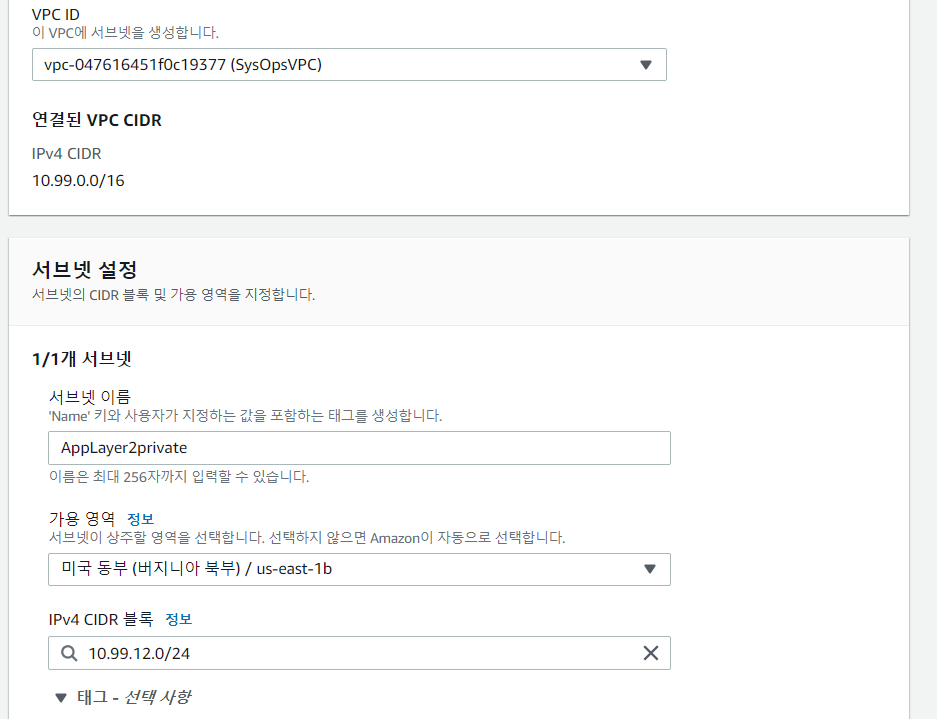 VPC ID
이 VPC에 서브넷을 생성합니다.
vpc-047616451f0c19377 (SysOpsVPC)
연결된 VPC CIDR
IPv4 CIDR
10.99.0.0/16
서브넷 설정
서브넷의 CIDR 블록 및 가용 영역을 지정합니다.
1/1개 서브넷
서브넷 이름
'Name' 키와 사용자가 지정하는 값을 포함하는 태그를 생성합니다.
AppLayer2private
이름은 최대 256자까지 입력할 수 있습니다.
가용 영역 정보
서브넷이 상주할 영역을 선택합니다. 선택하지 않으면 Amazon이 자동으로 선택합니다.
미국 동부 (버지니아 북부) / us-east-1b
IPv4 CIDR 블록 정보
10.99.12.0/24
태그 - 선택 사항